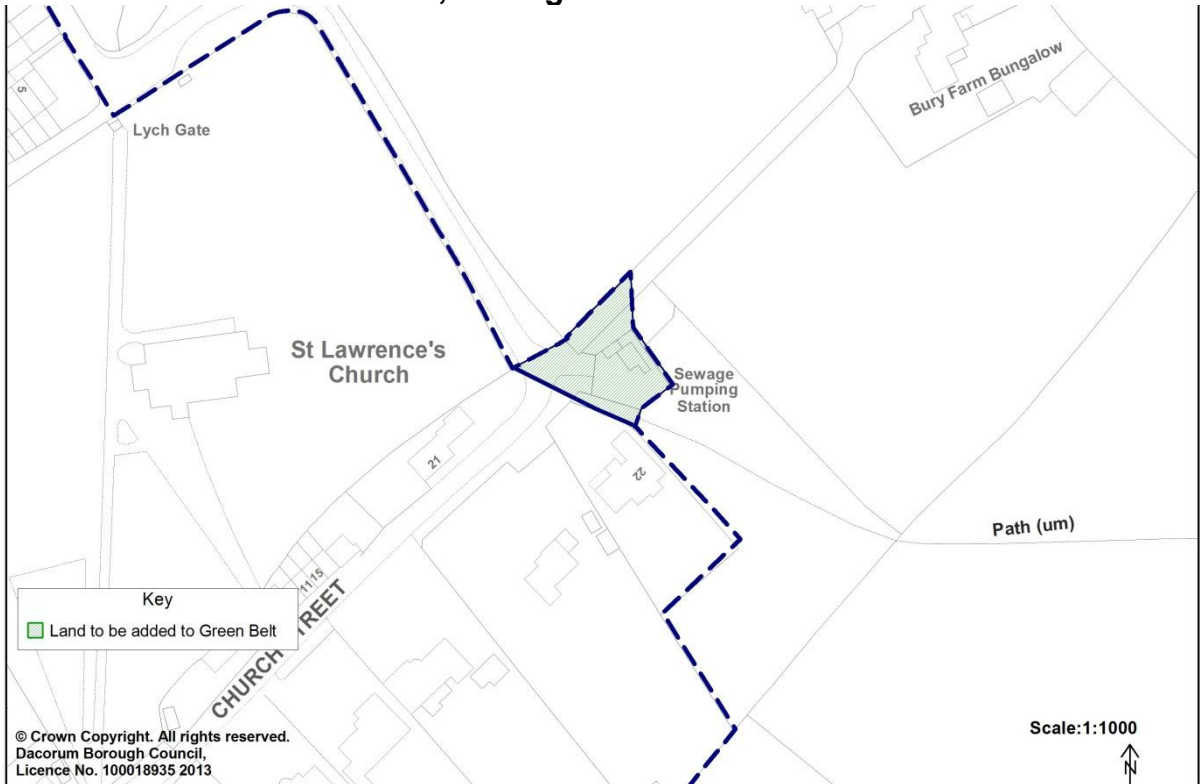 5
Lych Gate
Bury Farm Bungalow
St Lawrence's
Church
Sewage
Pumping
Station
21
22
Path (um)
11 15
CHURCH STREET
Key
Land to be added to Green Belt
© Crown Copyright. All rights reserved.
Dacorum Borough Council,
Licence No. 100018935 2013
Scale:1:1000
N